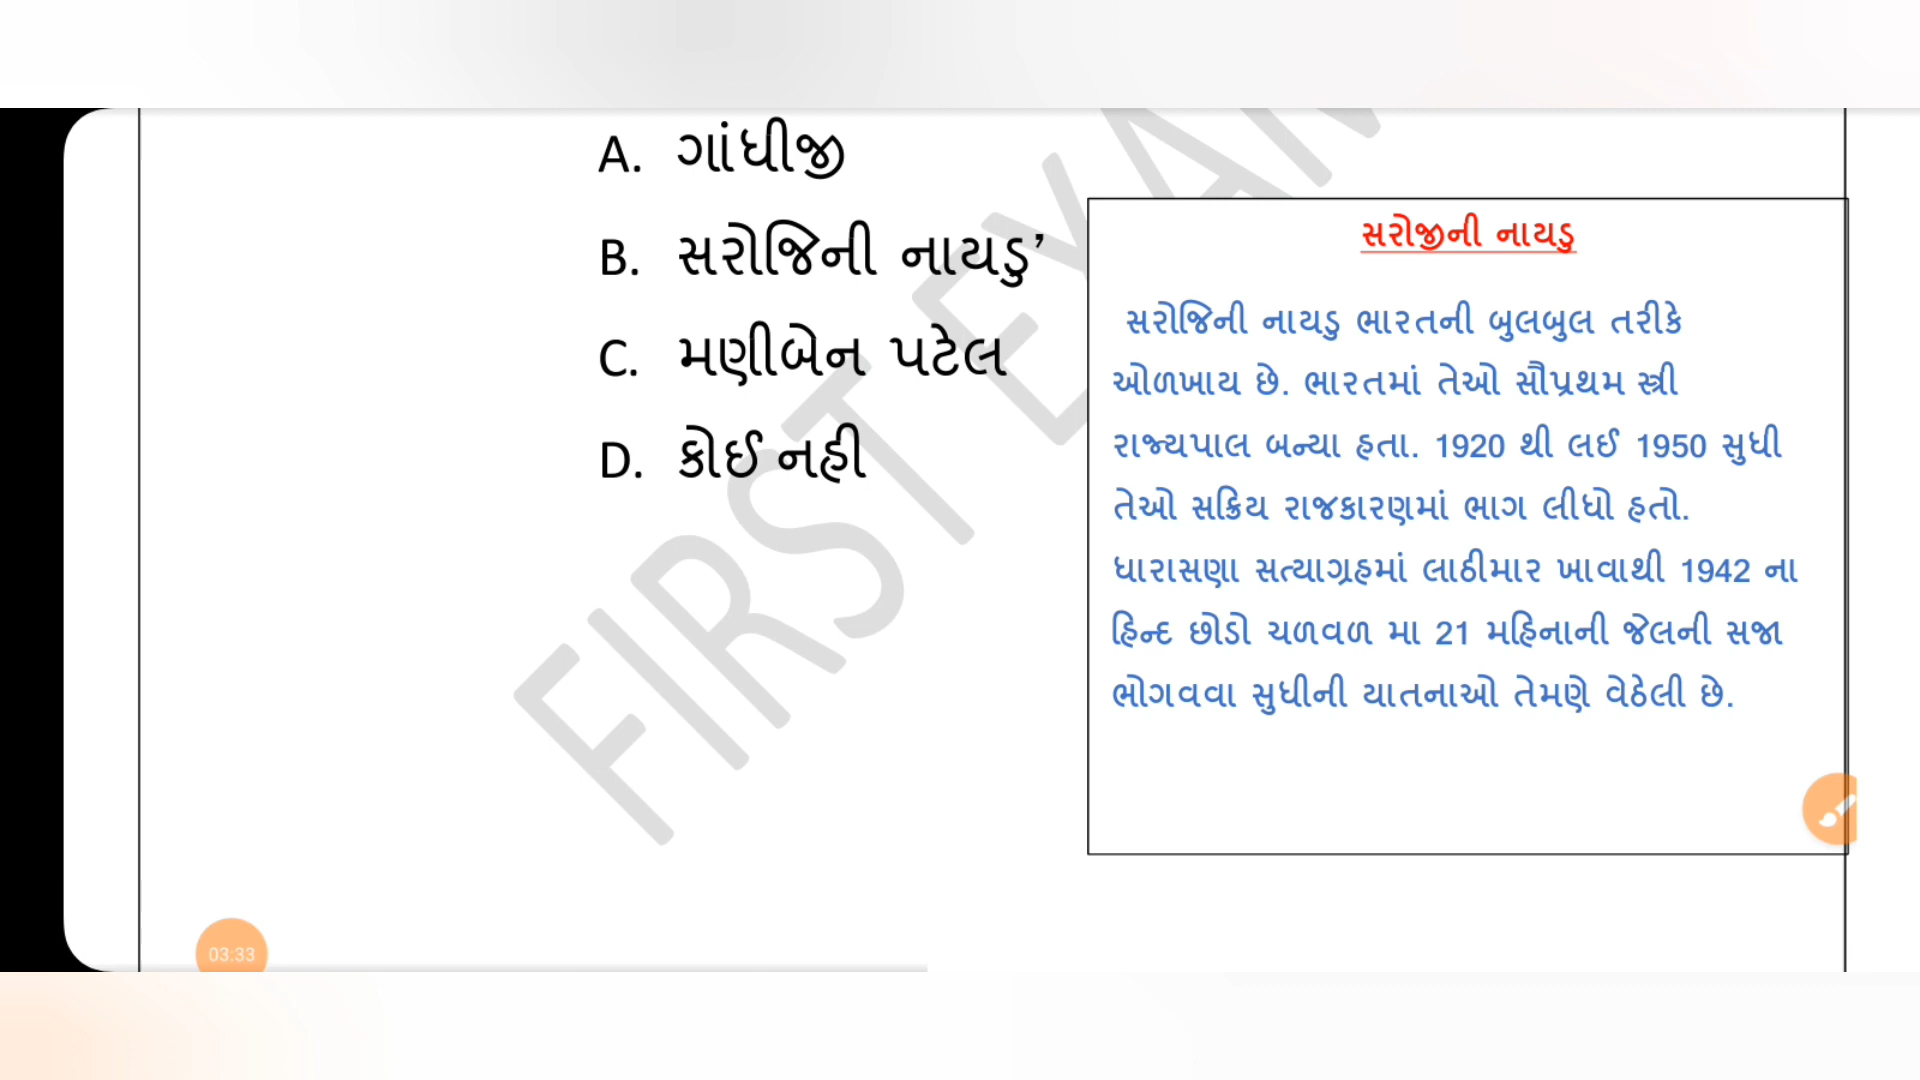 A. ગાંધીજી
B. સરોજિની નાયડુ’
C. મણીબેન પટેલ
D. કોઈ નહી
સરોજીની નાયડુ
સરોજિની નાયડુ ભારતની બુલબુલ તરીકે
ઓળખાય છે. ભારતમાં તેઓ સૌપ્રથમ સ્ત્રી
રાજ્યપાલ બન્યા હતા. 1920 થી લઈ 1950 સુધી
તેઓ સક્રિય રાજકારણમાં ભાગ લીધો હતો.
ધારાસણા સત્યાગ્રહમાં લાઠીમાર ખાવાથી 1942 ના
હિન્દ છોડો ચળવળ મા 21 મહિનાની જેલની સજા
ભોગવવા સુધીની યાતનાઓ તેમણે વેઠેલી છે.
FIRST EXAM
03:33